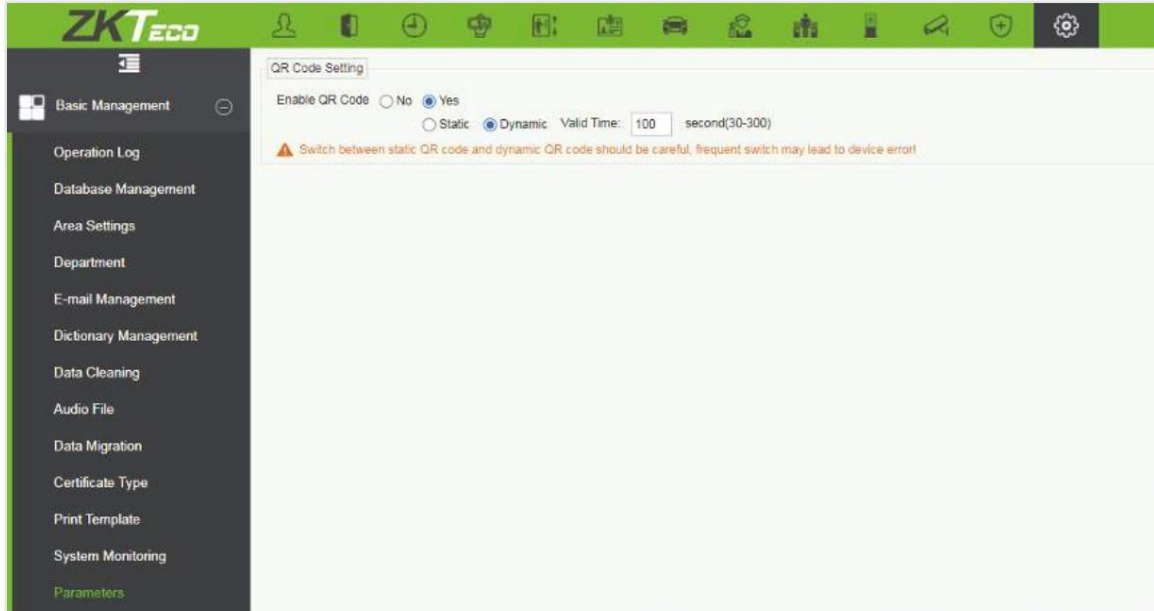 ZKTECO
QR Code Setting
Basic Management
Enable QR Code No Yes
Static Dynamic Valid Time: 100 second(30-300)
Switch between static QR code and dynamic QR code should be careful, frequent switch may lead to device error!
Operation Log
Database Management
Area Settings
Department
E-mail Management
Dictionary Management
Data Cleaning
Audio File
Data Migration
Certificate Type
Print Template
System Monitoring
Parameters